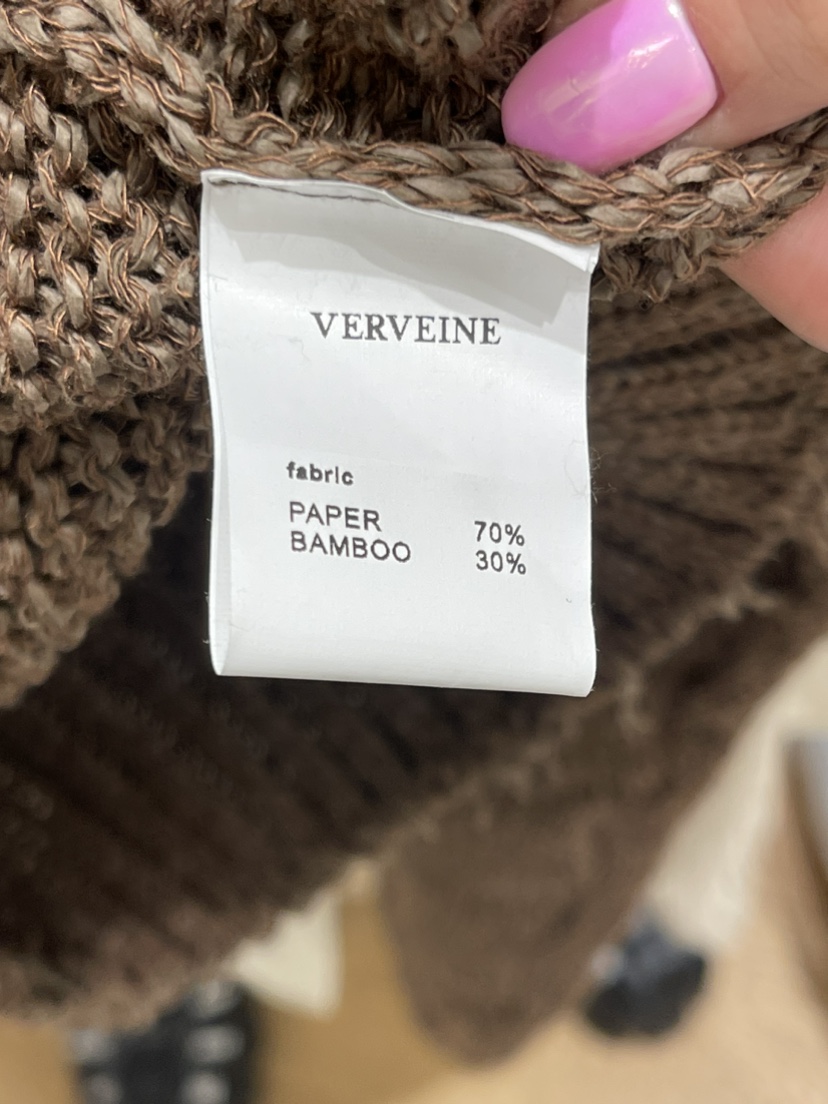 VERVEINE
fabric
PAPER 70%
BAMBOO 30%